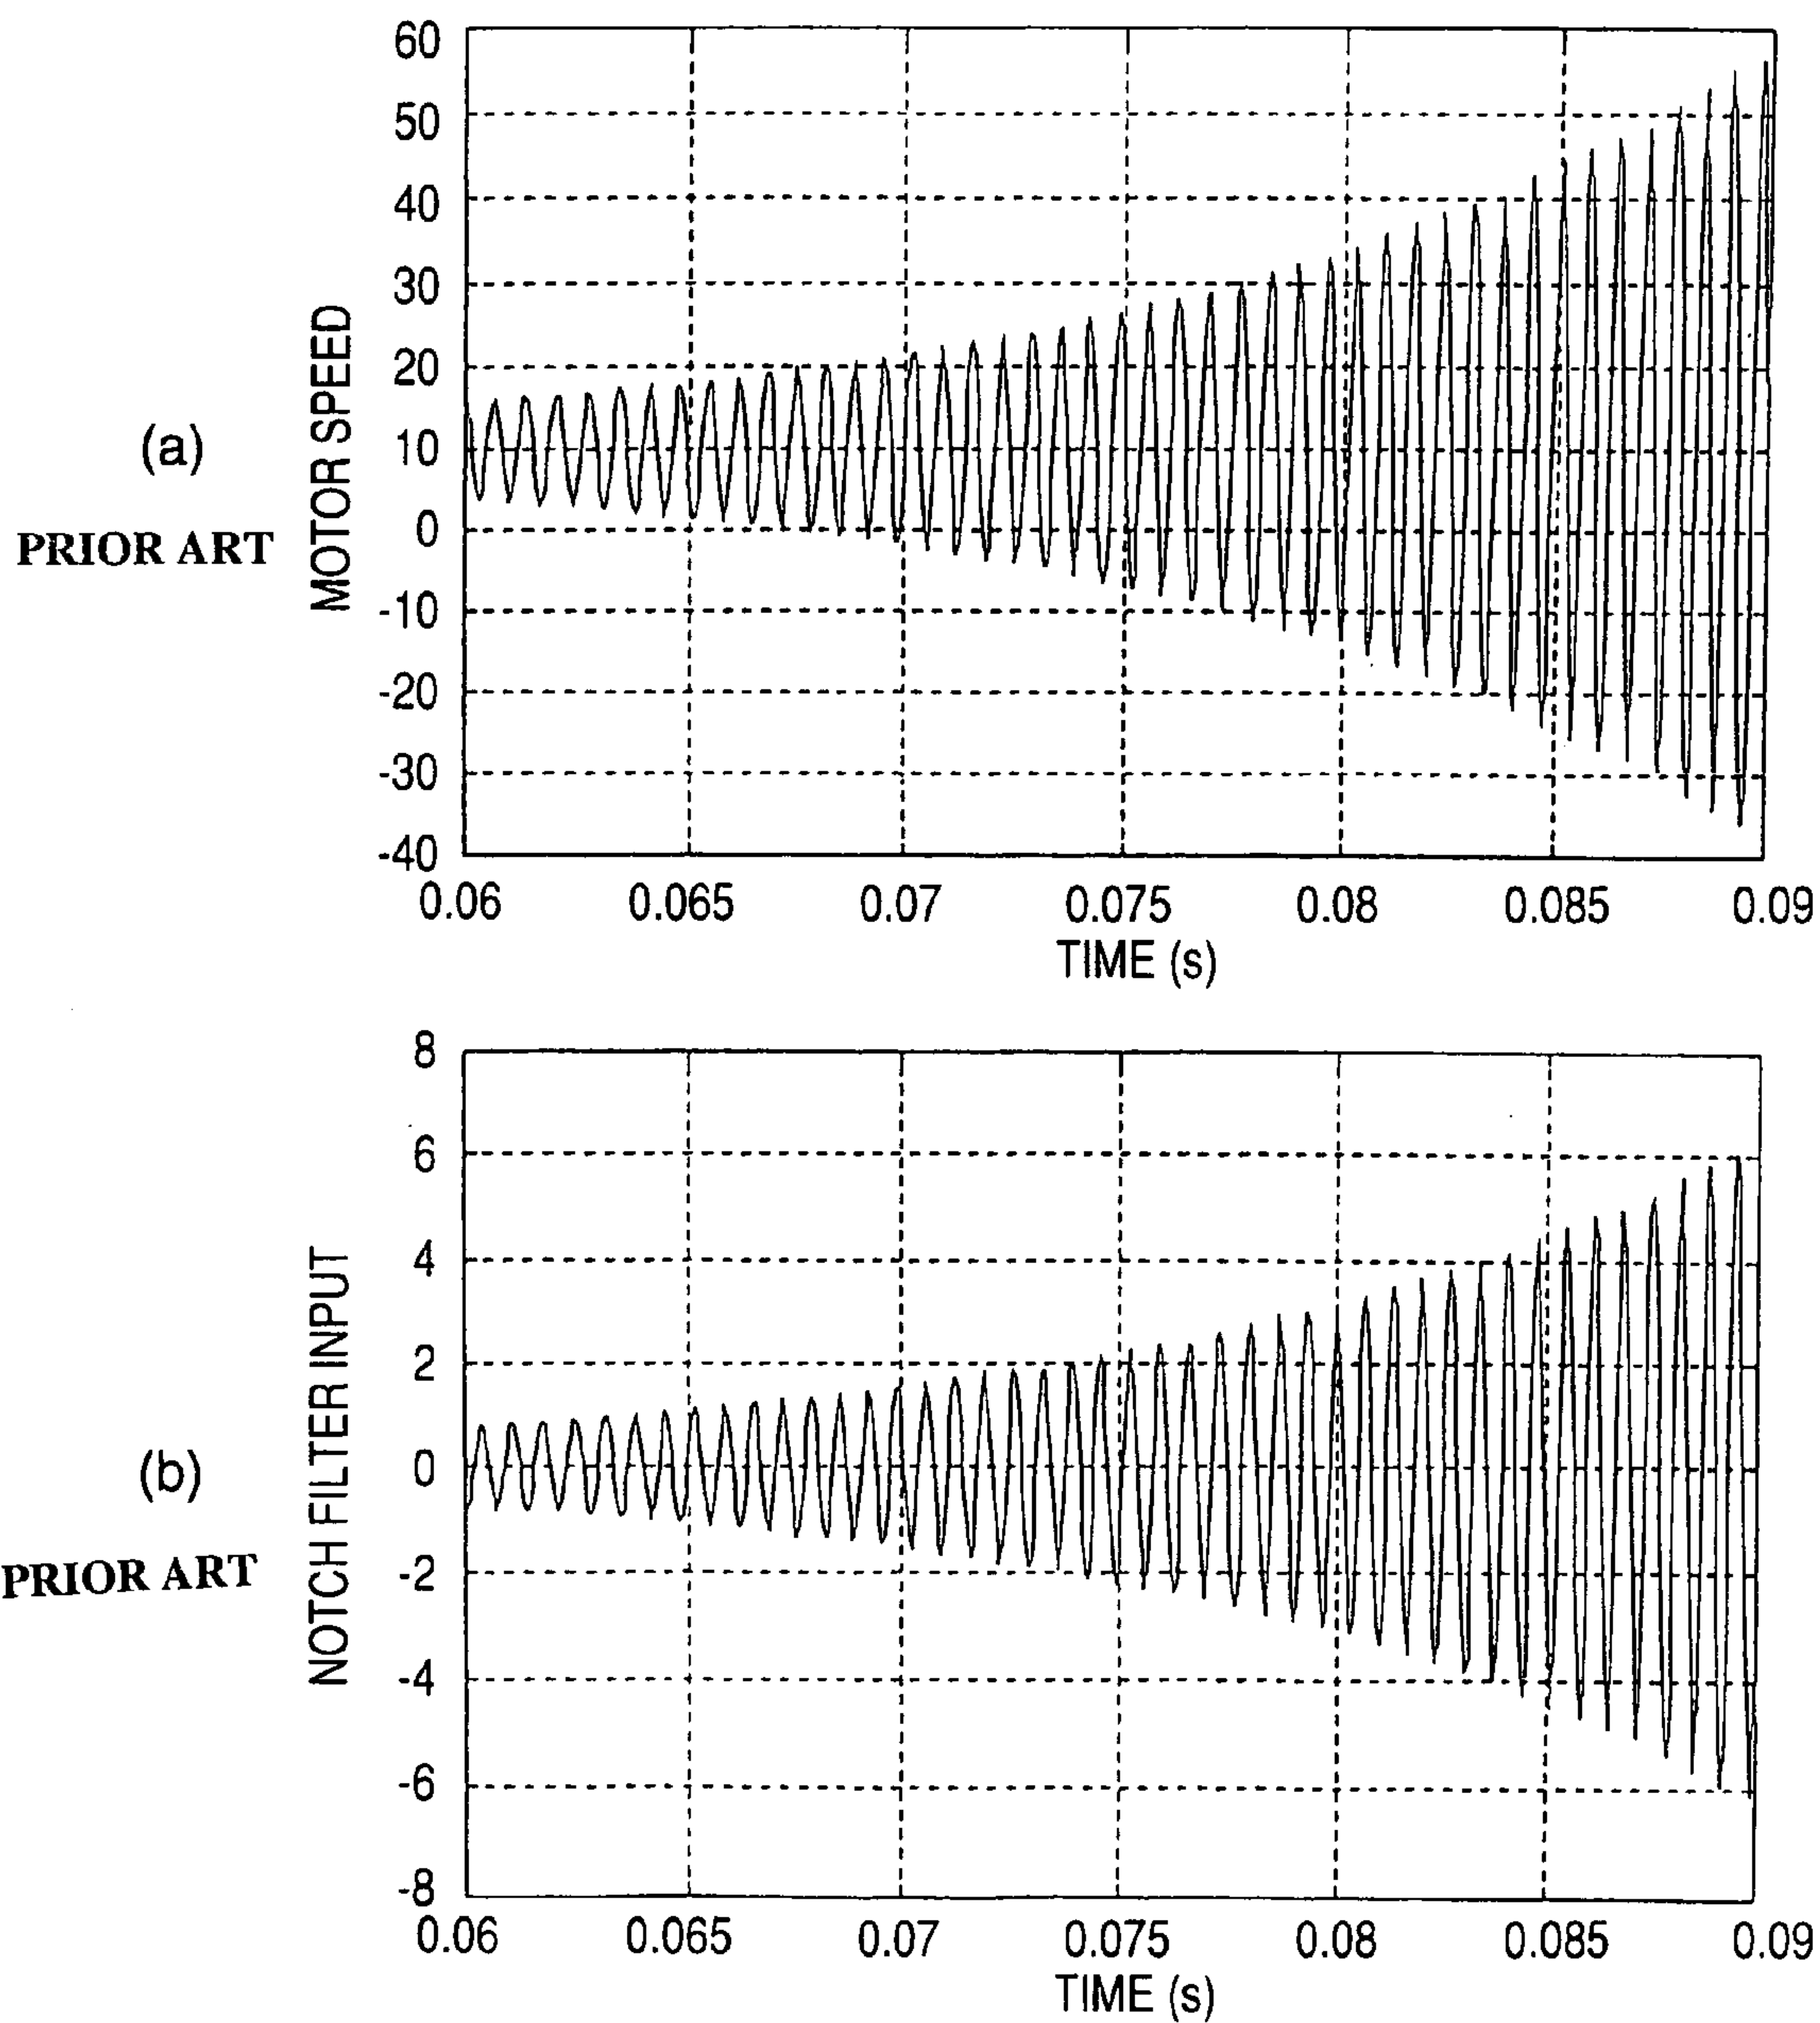 60
50
40
30
20
10
0
-10
-20
-30
-40
MOTOR SPEED
(a)
PRIOR ART
0.06 0.065 0.07 0.075 0.08 0.085 0.09
TIME (s)
8
6
4
2
0
-2
-4
-6
-8
NOTCH FILTER INPUT
(b)
PRIOR ART
0.06 0.065 0.07 0.075 0.08 0.085 0.09
TIME (s)